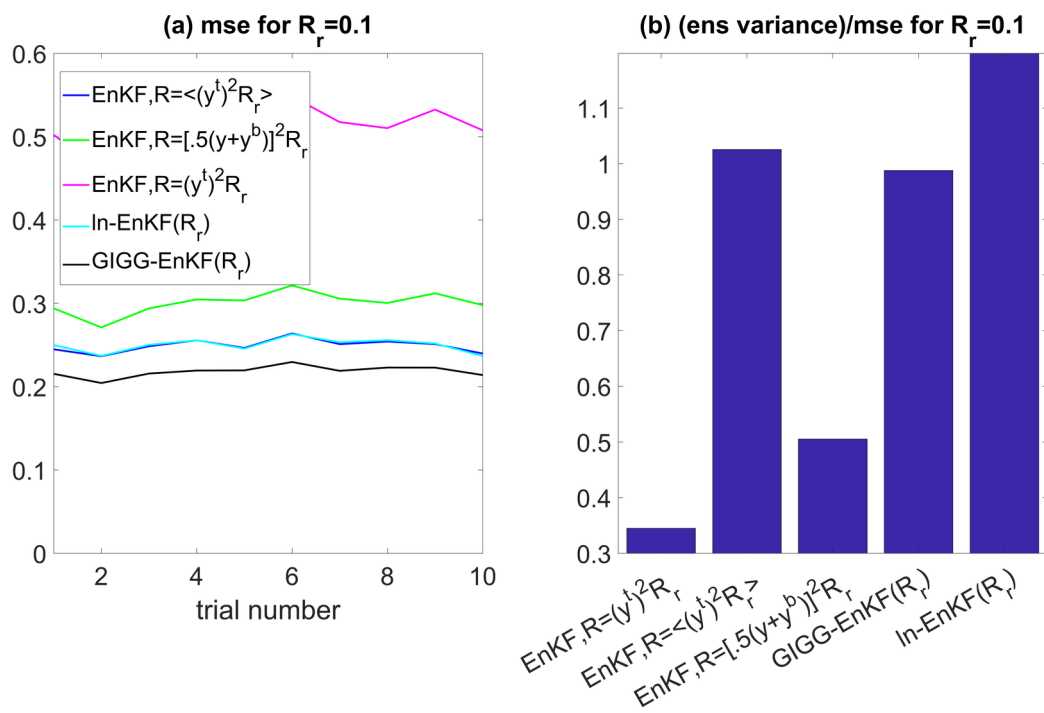 (a) mse for R_r=0.1
0.6
0.5
0.4
0.3
0.2
0.1
0
EnKF,R=<(y^t)^2R_r>
EnKF,R=[.5(y+y^b)]^2R_r
EnKF,R=(y^t)^2R_r
ln-EnKF(R_r)
GIGG-EnKF(R_r)
2 4 6 8 10
trial number
(b) (ens variance)/mse for R_r=0.1
1.1
1
0.9
0.8
0.7
0.6
0.5
0.4
0.3
EnKF,R=(y^t)^2R_r
EnKF,R=<(y^t)^2R_r>
EnKF,R=[.5(y+y^b)]^2R_r
GIGG-EnKF(R_r)
ln-EnKF(R_r)